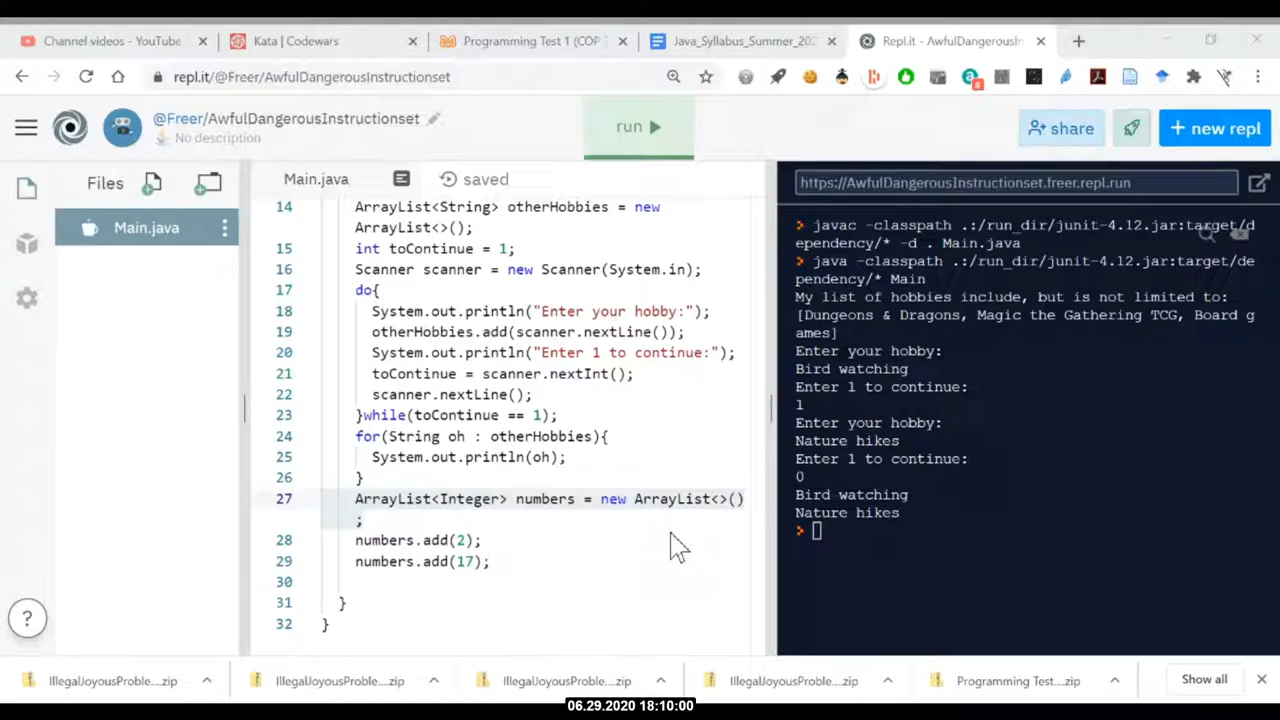 Channel videos - YouTube
Kata | Codewars
Programming Test 1 (COP
Java_Syllabus_Summer_202
Repl.it - AwfulDangerousIn
repl.it/@Freer/AwfulDangerousInstructionset
8
@Freer/AwfulDangerousInstructionset
No description
run
share
+ new repl
Files
Main.java
saved
https://AwfulDangerousInstructionset.freer.repl.run
Main.java
14 ArrayList<String> otherHobbies = new
ArrayList<>();
15 int toContinue = 1;
16 Scanner scanner = new Scanner(System.in);
17 do{
18 System.out.println("Enter your hobby:");
19 otherHobbies.add(scanner.nextLine());
20 System.out.println("Enter 1 to continue:");
21 toContinue = scanner.nextInt();
22 scanner.nextLine();
23 }while(toContinue == 1);
24 for(String oh : otherHobbies){
25 System.out.println(oh);
26 }
27 ArrayList<Integer> numbers = new ArrayList<>()
;
28 numbers.add(2);
29 numbers.add(17);
30
31 }
32 }
> javac -classpath .:/run_dir/junit-4.12.jar:target/d
ependency/* -d . Main.java
> java -classpath .:/run_dir/junit-4.12.jar:target/de
pendency/* Main
My list of hobbies include, but is not limited to:
[Dungeons & Dragons, Magic the Gathering TCG, Board g
ames]
Enter your hobby:
Bird watching
Enter 1 to continue:
1
Enter your hobby:
Nature hikes
Enter 1 to continue:
0
Bird watching
Nature hikes
>
?
IllegalJoyousProble....zip
IllegalJoyousProble....zip
IllegalJoyousProble....zip
IllegalJoyousProble....zip
Programming Test....zip
Show all
06.29.2020 18:10:00